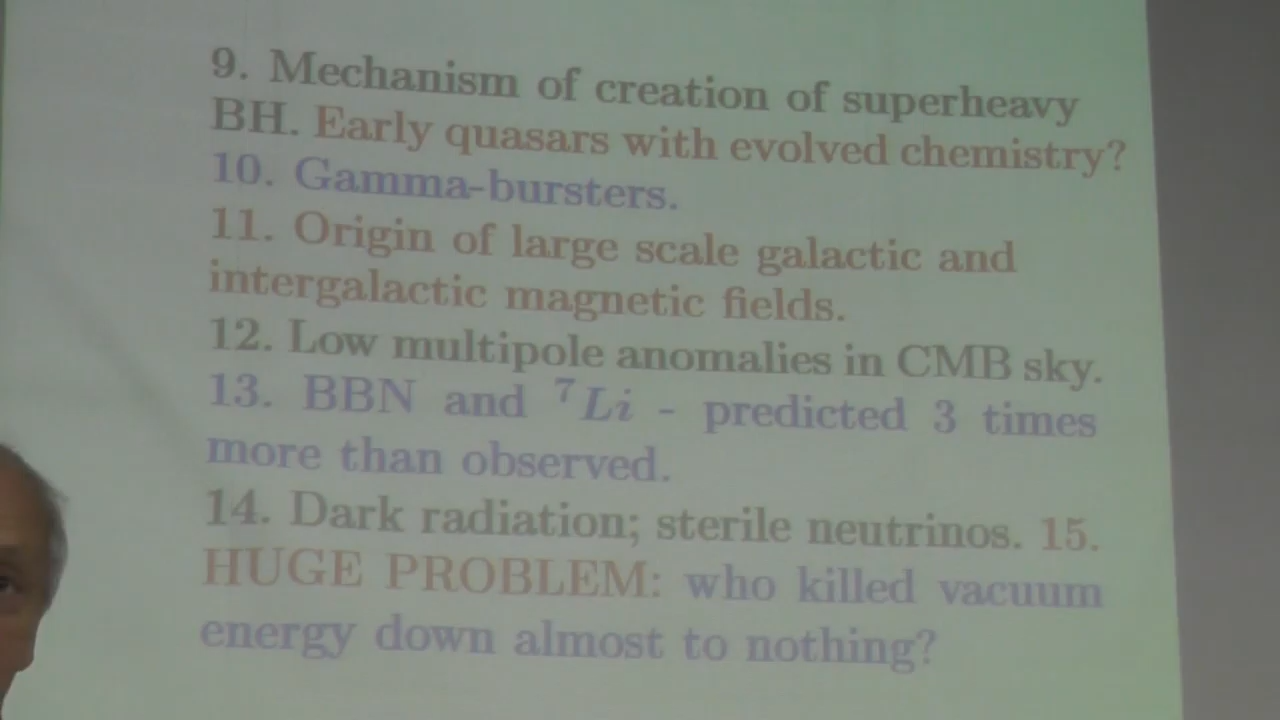 9. Mechanism of creation of superheavy
BH. Early quasars with evolved chemistry?
10. Gamma-bursters.
11. Origin of large scale galactic and
intergalactic magnetic fields.
12. Low multipole anomalies in CMB sky.
13. BBN and ⁷Li - predicted 3 times
more than observed.
14. Dark radiation; sterile neutrinos. 15.
HUGE PROBLEM: who killed vacuum
energy down almost to nothing?